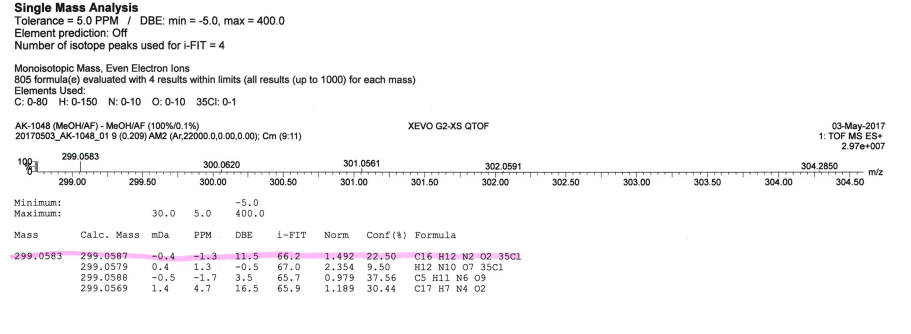 Single Mass Analysis
Tolerance = 5.0 PPM / DBE: min = -5.0, max = 400.0
Element prediction: Off
Number of isotope peaks used for i-FIT = 4
Monoisotopic Mass, Even Electron Ions
805 formula(e) evaluated with 4 results within limits (all results (up to 1000) for each mass)
Elements Used:
C: 0-80 H: 0-150 N: 0-10 O: 0-10 35Cl: 0-1
AK-1048 (MeOH/AF) - MeOH/AF (100%/0.1%) XEVO G2-XS QTOF 03-May-2017
20170503_AK-1048_01 9 (0.209) AM2 (Ar,22000.0,0.00,0.00); Cm (9:11) 1: TOF MS ES+
2.97e+007
100 299.0583 300.0620 301.0561 302.0591 304.2850
% m/z
299.00 299.50 300.00 300.50 301.00 301.50 302.00 302.50 303.00 303.50 304.00 304.50
Minimum: -5.0
Maximum: 30.0 5.0 400.0
Mass Calc. Mass mDa PPM DBE i-FIT Norm Conf(%) Formula
299.0583 299.0587 -0.4 -1.3 11.5 66.2 1.492 22.50 C16 H12 N2 O2 35Cl
299.0579 0.4 1.3 -0.5 67.0 2.354 9.50 H12 N10 O7 35Cl
299.0588 -0.5 -1.7 3.5 65.7 0.979 37.56 C5 H11 N6 O9
299.0569 1.4 4.7 16.5 65.9 1.189 30.44 C17 H7 N4 O2